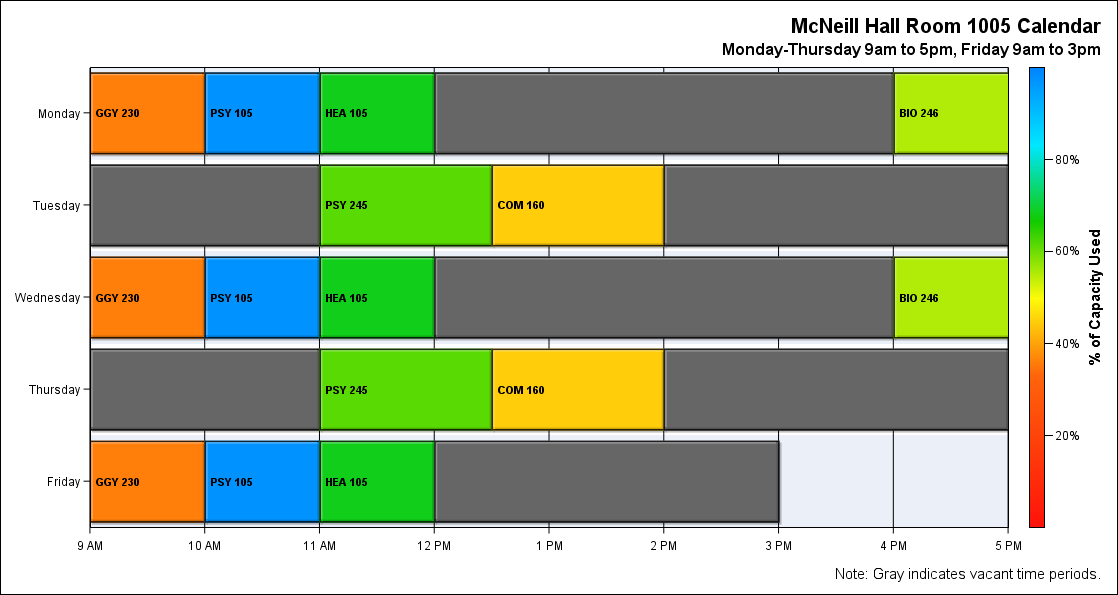 McNeill Hall Room 1005 Calendar
Monday-Thursday 9am to 5pm, Friday 9am to 3pm
Monday GGY 230 PSY 105 HEA 105 BIO 246
Tuesday PSY 245 COM 160
Wednesday GGY 230 PSY 105 HEA 105 BIO 246
Thursday PSY 245 COM 160
Friday GGY 230 PSY 105 HEA 105
9 AM 10 AM 11 AM 12 PM 1 PM 2 PM 3 PM 4 PM 5 PM
80%
60%
40%
20%
% of Capacity Used
Note: Gray indicates vacant time periods.